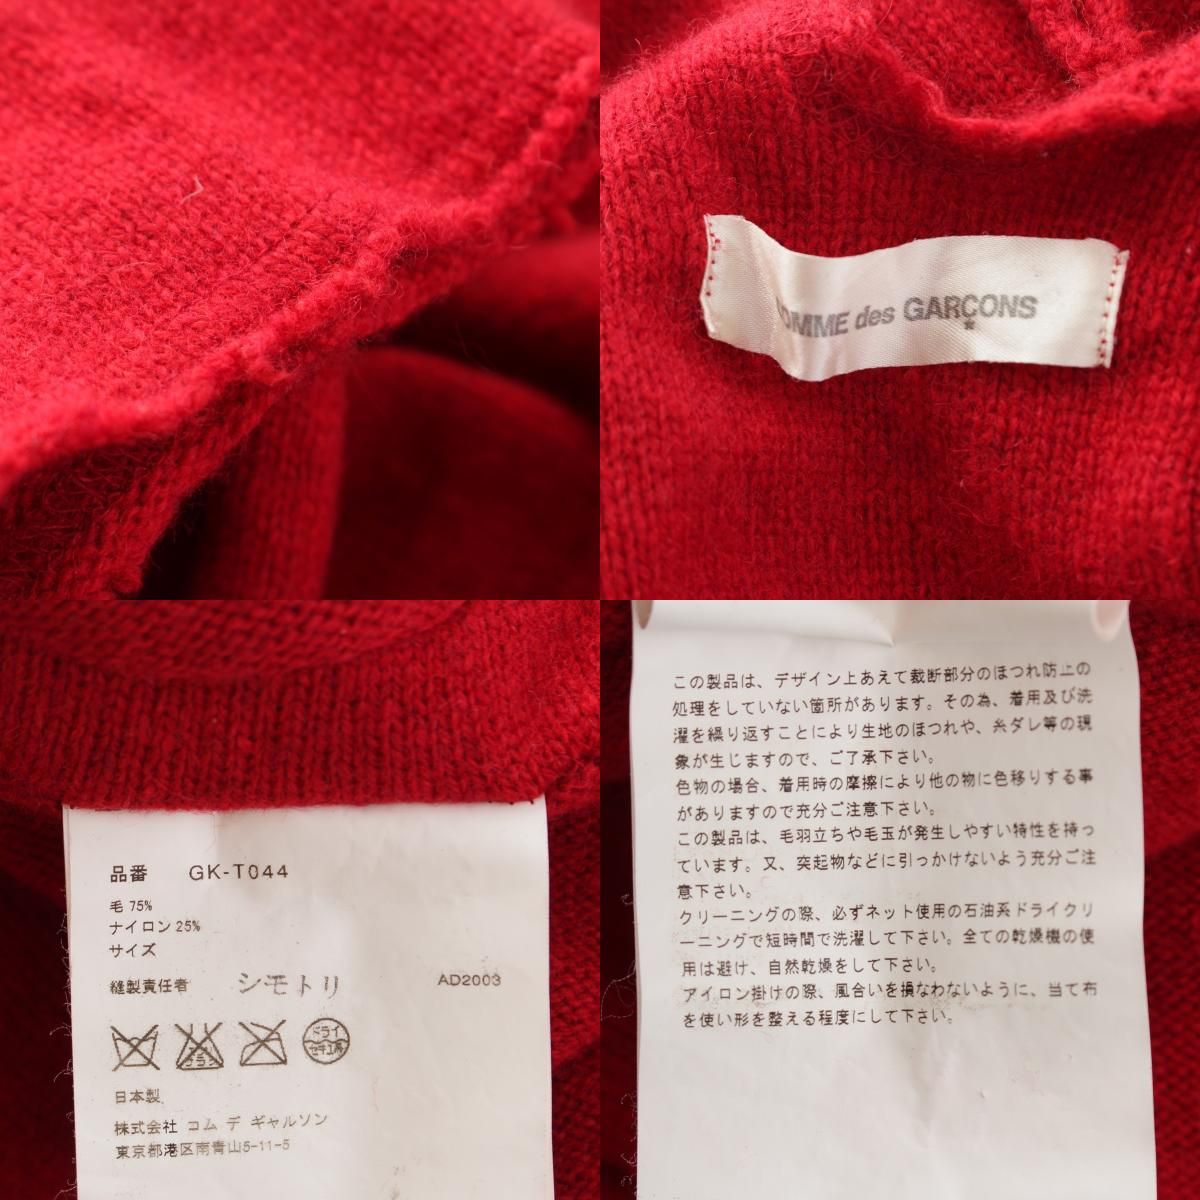 OMME des GARÇONS
★
品番 GK-T044
毛 75%
ナイロン 25%
サイズ
縫製責任者 シモトリ AD2003
ドライ
セキユ系
日本製
株式会社 コム デ ギャルソン
東京都港区南青山5-11-5
この製品は、デザイン上あえて裁断部分のほつれ防止の
処理をしていない箇所があります。その為、着用及び洗
濯を繰り返すことにより生地のほつれや、糸ダレ等の現
象が生じますので、ご了承下さい。
色物の場合、着用時の摩擦により他の物に色移りする事
がありますので充分ご注意下さい。
この製品は、毛羽立ちや毛玉が発生しやすい特性を持っ
ています。又、突起物などに引っかけないよう充分ご注
意下さい。
クリーニングの際、必ずネット使用の石油系ドライクリ
ーニングで短時間で洗濯して下さい。全ての乾燥機の使
用は避け、自然乾燥をして下さい。
アイロン掛けの際、風合いを損なわないように、当て布
を使い形を整える程度にして下さい。